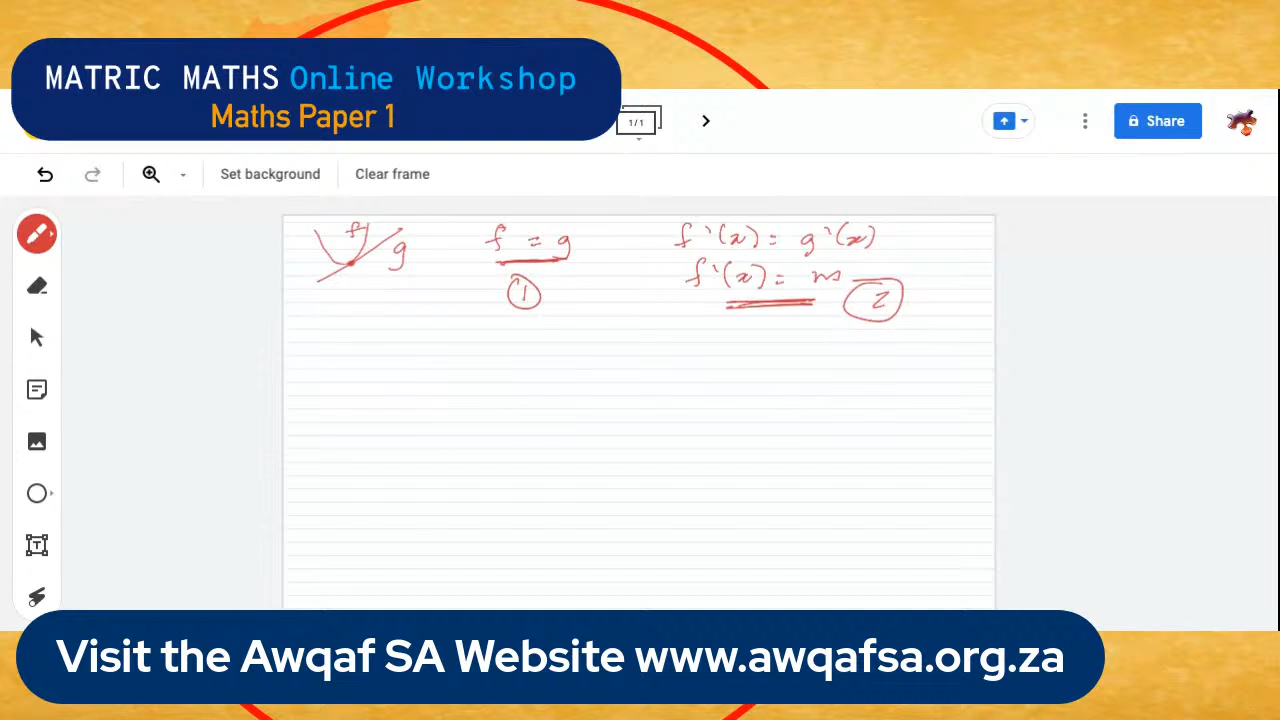 MATRIC MATHS Online Workshop
Maths Paper 1
1/1
Share
Set background
Clear frame
f g
f = g
1
f'(x) = g'(x)
f'(x) = m
2
Visit the Awqaf SA Website www.awqafsa.org.za